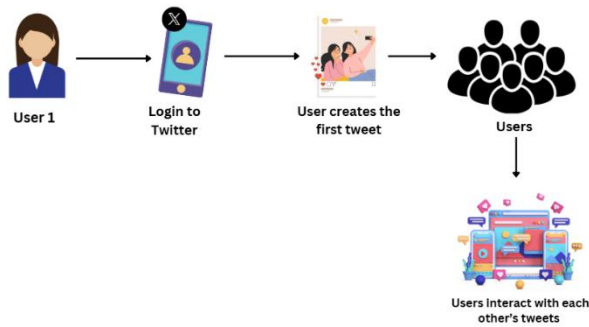 User 1
Login to
Twitter
User creates the
first tweet
Users
Users interact with each
other's tweets